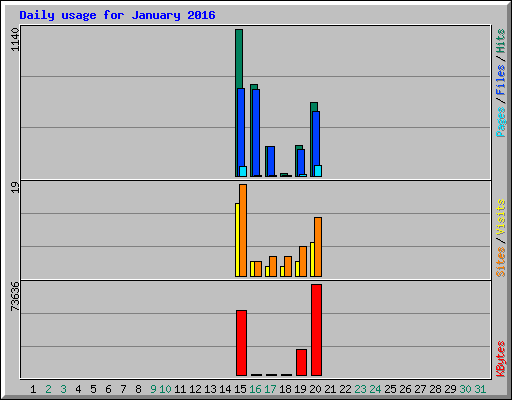 Daily usage for January 2016
1140
Pages/Files/Hits
19
Sites/Visits
73636
KBytes
1 2 3 4 5 6 7 8 9 10 11 12 13 14 15 16 17 18 19 20 21 22 23 24 25 26 27 28 29 30 31